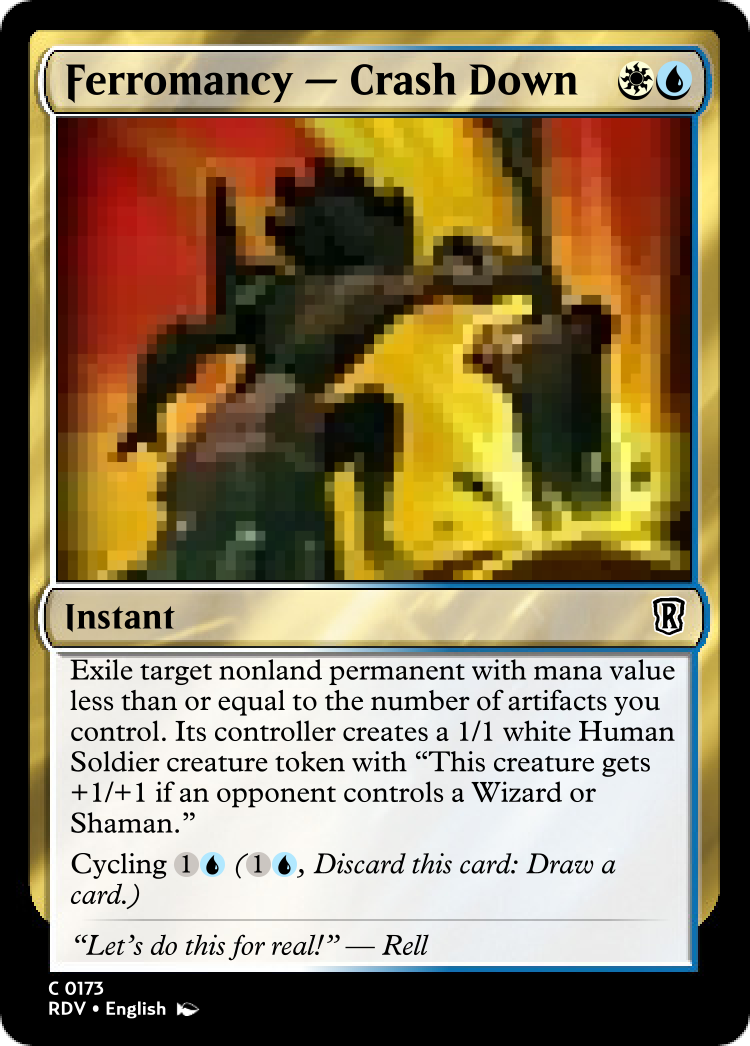 Ferromancy — Crash Down
Instant
R
Exile target nonland permanent with mana value
less than or equal to the number of artifacts you
control. Its controller creates a 1/1 white Human
Soldier creature token with “This creature gets
+1/+1 if an opponent controls a Wizard or
Shaman.”
Cycling 1 (1, Discard this card: Draw a
card.)
“Let’s do this for real!” — Rell
C 0173
RDV • English